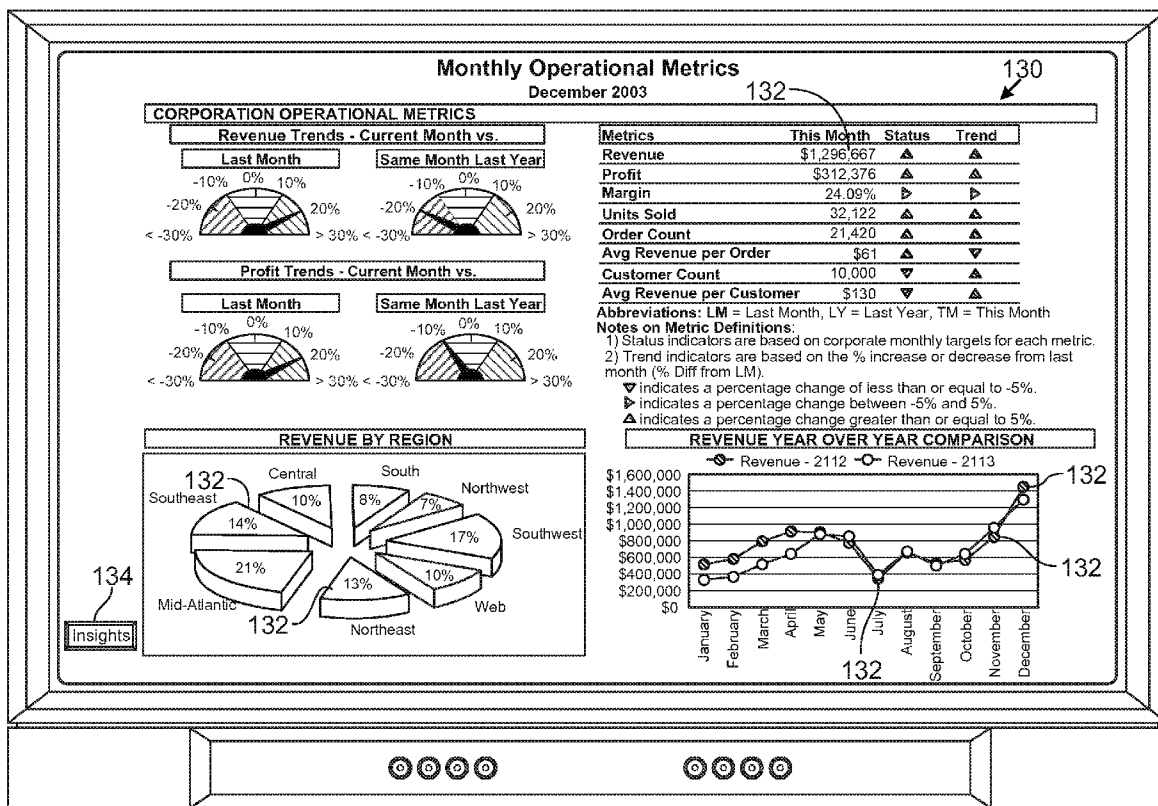 Monthly Operational Metrics
December 2003
130
132
CORPORATION OPERATIONAL METRICS
Revenue Trends - Current Month vs.
Last Month
Same Month Last Year
-10% 0% 10%
-20% 20%
< -30% > 30%
-10% 0% 10%
-20% 20%
< -30% > 30%
Profit Trends - Current Month vs.
Last Month
Same Month Last Year
-10% 0% 10%
-20% 20%
< -30% > 30%
-10% 0% 10%
-20% 20%
< -30% > 30%
Metrics This Month Status Trend
Revenue $1,296,667
Profit $312,376
Margin 24.09%
Units Sold 32,122
Order Count 21,420
Avg Revenue per Order $61
Customer Count 10,000
Avg Revenue per Customer $130
Abbreviations: LM = Last Month, LY = Last Year, TM = This Month
Notes on Metric Definitions:
1) Status indicators are based on corporate monthly targets for each metric.
2) Trend indicators are based on the % increase or decrease from last
month (% Diff from LM).
indicates a percentage change of less than or equal to -5%.
indicates a percentage change between -5% and 5%.
indicates a percentage change greater than or equal to 5%.
REVENUE BY REGION
Central 10%
South 8%
Northwest 7%
Southwest 17%
Web 10%
Northeast 13%
Mid-Atlantic 21%
Southeast 14%
132
132
134
Insights
REVENUE YEAR OVER YEAR COMPARISON
Revenue - 2112 Revenue - 2113
$1,600,000
$1,400,000
$1,200,000
$1,000,000
$800,000
$600,000
$400,000
$200,000
$0
January
February
March
April
May
June
July
August
September
October
November
December
132
132
132